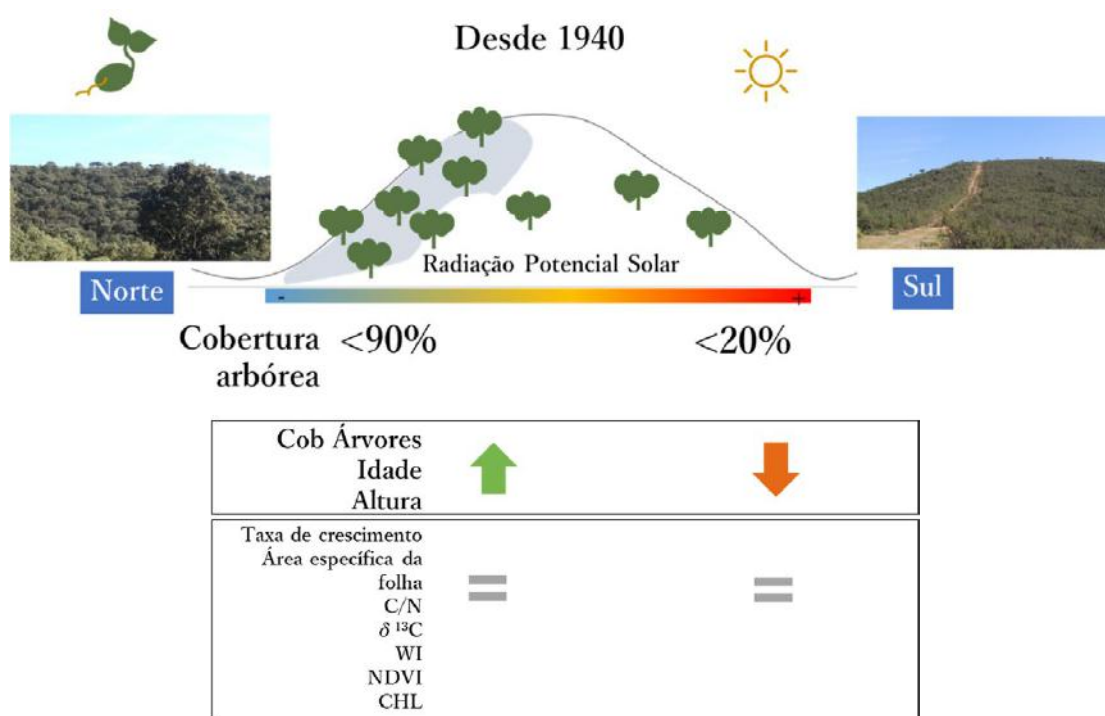 Desde 1940
Norte
Radiação Potencial Solar
Sul
- +
Cobertura <90% <20%
arbórea
Cob Árvores
Idade
Altura
Taxa de crescimento
Área específica da
folha
C/N
δ ¹³C
WI
NDVI
CHL